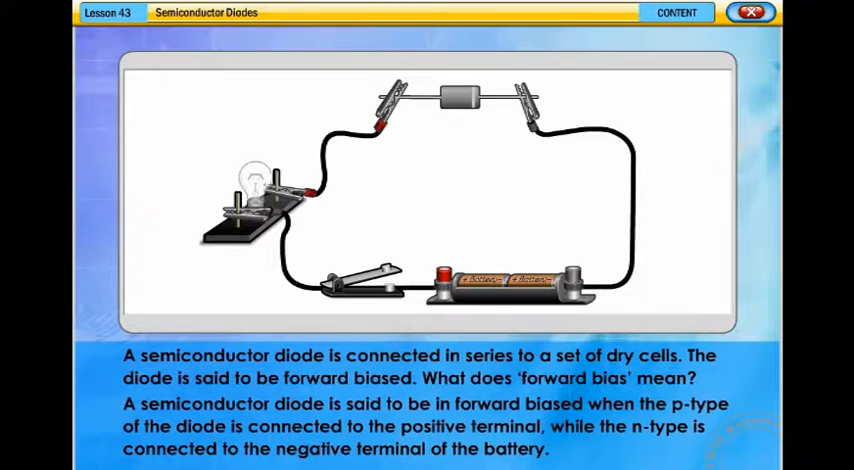 Lesson 43
Semiconductor Diodes
CONTENT
+ Battery - + Battery -
A semiconductor diode is connected in series to a set of dry cells. The
diode is said to be forward biased. What does ‘forward bias’ mean?
A semiconductor diode is said to be in forward biased when the p-type
of the diode is connected to the positive terminal, while the n-type is
connected to the negative terminal of the battery.